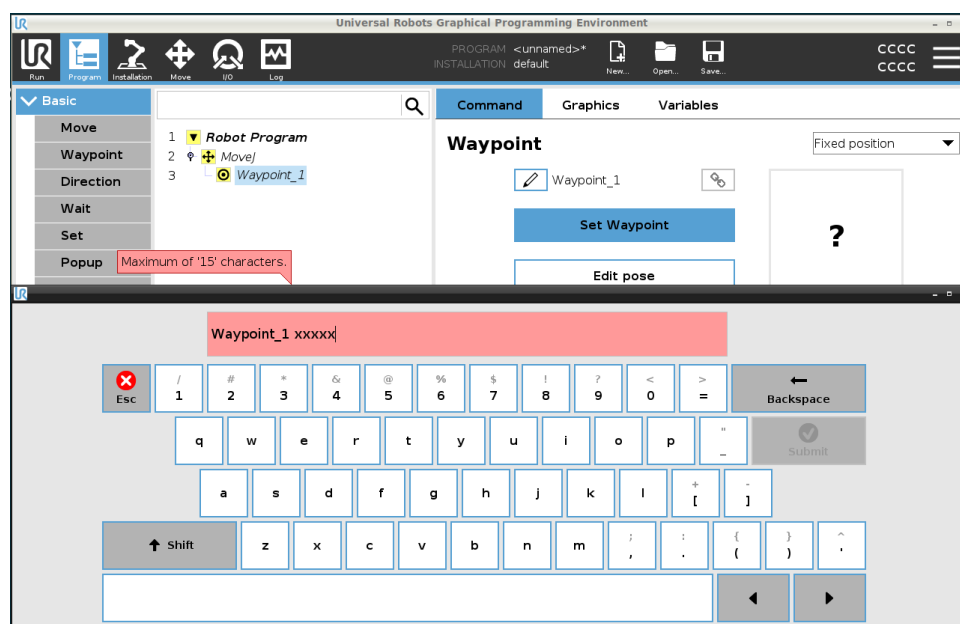 UR Universal Robots Graphical Programming Environment
UR
Run Program Installation Move I/O Log
PROGRAM <unnamed>*
INSTALLATION default
New... Open... Save...
CCCC
CCCC
Basic
Move
Waypoint
Direction
Wait
Set
Popup
1 Robot Program
2 MoveJ
3 Waypoint_1
Command Graphics Variables
Waypoint
Fixed position
Waypoint_1
Set Waypoint
?
Edit pose
Maximum of '15' characters.
UR
Waypoint_1 xxxxx
Esc / 1 # 2 * 3 & 4 @ 5 % 6 $ 7 ! 8 ? 9 < 0 > = Backspace
q w e r t y u i o p " _ Submit
a s d f g h j k l + [ - ]
Shift z x c v b n m ; , : . { ( } ) ^ '